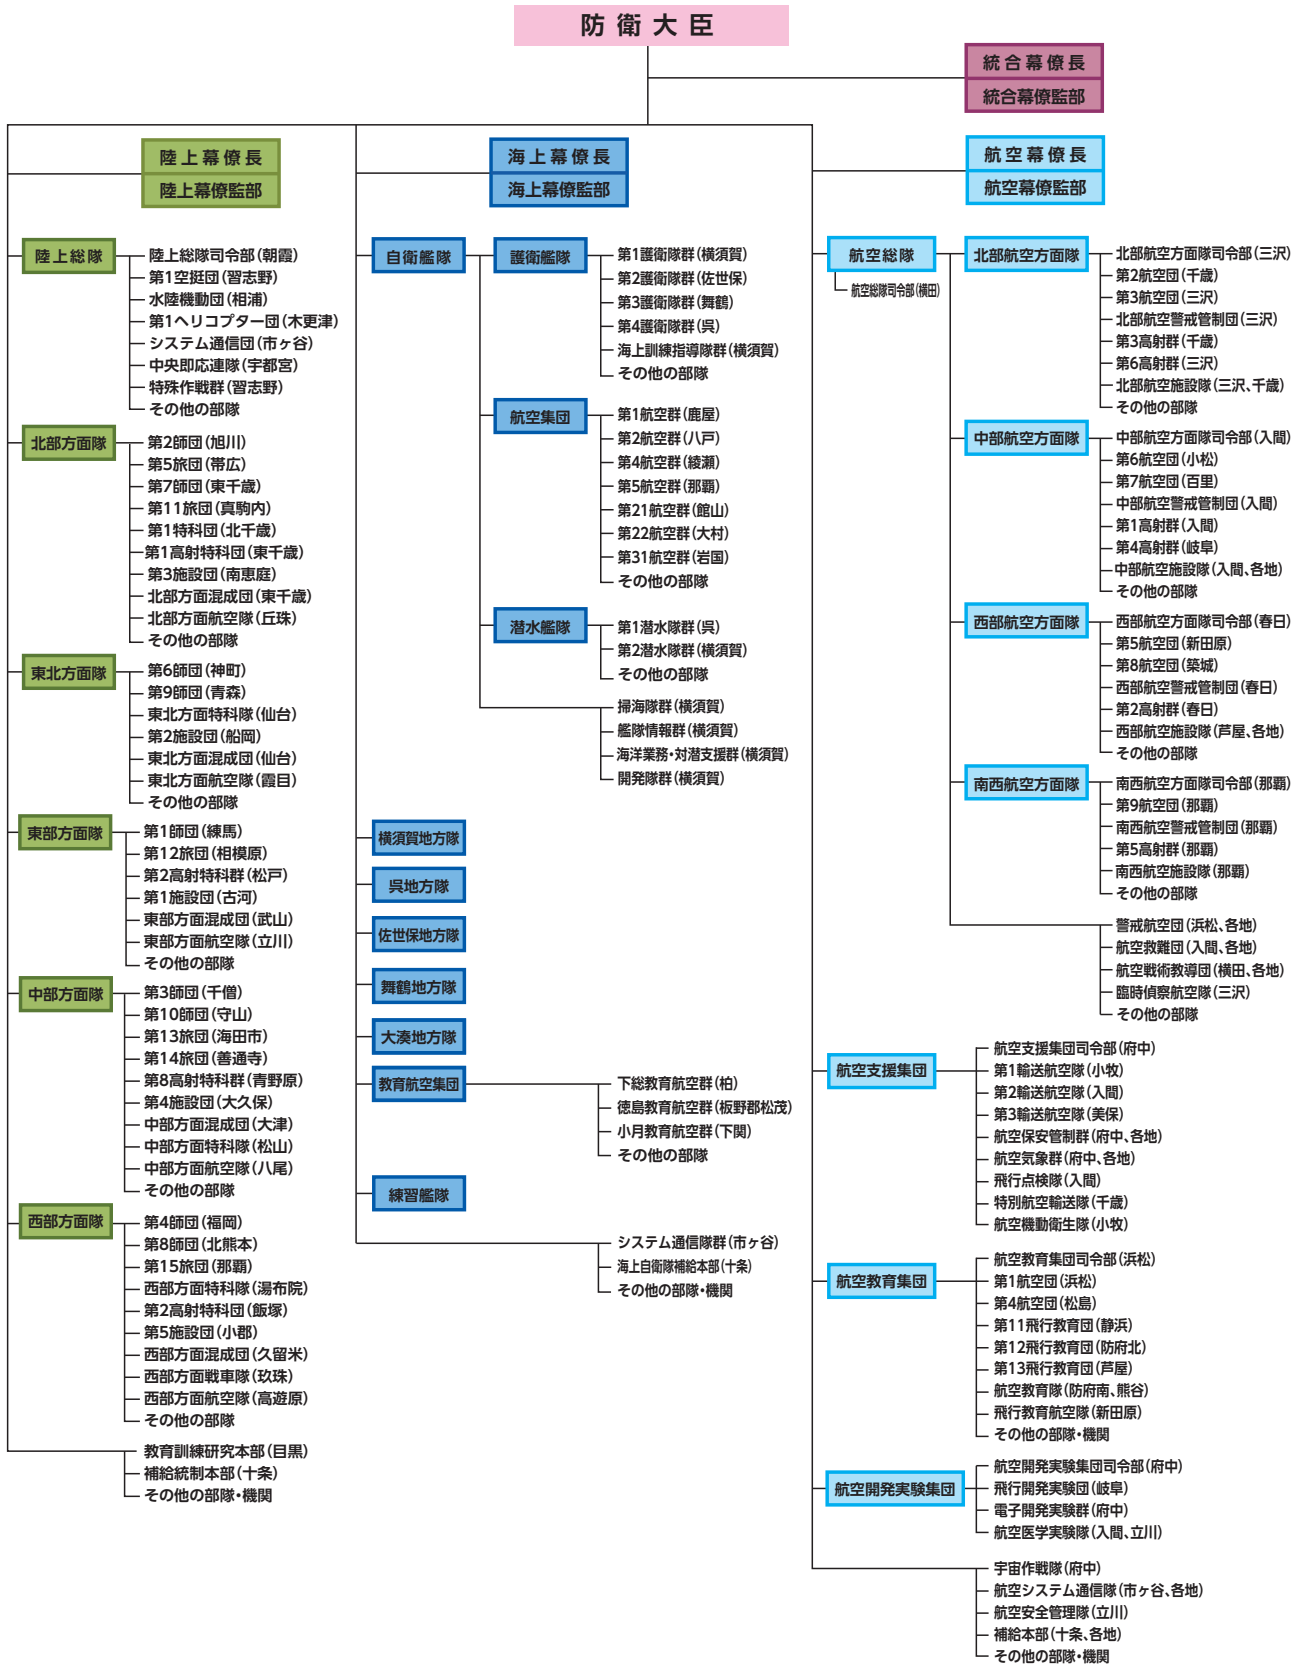 防衛大臣
統合幕僚長
統合幕僚監部
陸上幕僚長
陸上幕僚監部
陸上総隊
陸上総隊司令部(朝霞)
第1空挺団(習志野)
水陸機動団(相浦)
第1ヘリコプター団(木更津)
システム通信団(市ヶ谷)
中央即応連隊(宇都宮)
特殊作戦群(習志野)
その他の部隊
北部方面隊
第2師団(旭川)
第5旅団(帯広)
第7師団(東千歳)
第11旅団(真駒内)
第1特科団(北千歳)
第1高射特科団(東千歳)
第3施設団(南恵庭)
北部方面混成団(東千歳)
北部方面航空隊(丘珠)
その他の部隊
東北方面隊
第6師団(神町)
第9師団(青森)
東北方面特科隊(仙台)
第2施設団(船岡)
東北方面混成団(仙台)
東北方面航空隊(霞目)
その他の部隊
東部方面隊
第1師団(練馬)
第12旅団(相模原)
第2高射特科群(松戸)
第1施設団(古河)
東部方面混成団(武山)
東部方面航空隊(立川)
その他の部隊
中部方面隊
第3師団(千僧)
第10師団(守山)
第13旅団(海田市)
第14旅団(善通寺)
第8高射特科群(青野原)
第4施設団(大久保)
中部方面混成団(大津)
中部方面特科隊(松山)
中部方面航空隊(八尾)
その他の部隊
西部方面隊
第4師団(福岡)
第8師団(北熊本)
第15旅団(那覇)
西部方面特科隊(湯布院)
第2高射特科団(飯塚)
第5施設団(小郡)
西部方面混成団(久留米)
西部方面戦車隊(玖珠)
西部方面航空隊(高遊原)
その他の部隊
教育訓練研究本部(目黒)
補給統制本部(十条)
その他の部隊・機関
海上幕僚長
海上幕僚監部
自衛艦隊
護衛艦隊
第1護衛隊群(横須賀)
第2護衛隊群(佐世保)
第3護衛隊群(舞鶴)
第4護衛隊群(呉)
海上訓練指導隊群(横須賀)
その他の部隊
航空集団
第1航空群(鹿屋)
第2航空群(八戸)
第4航空群(綾瀬)
第5航空群(那覇)
第21航空群(館山)
第22航空群(大村)
第31航空群(岩国)
その他の部隊
潜水艦隊
第1潜水隊群(呉)
第2潜水隊群(横須賀)
その他の部隊
掃海隊群(横須賀)
艦隊情報群(横須賀)
海洋業務・対潜支援群(横須賀)
開発隊群(横須賀)
横須賀地方隊
呉地方隊
佐世保地方隊
舞鶴地方隊
大湊地方隊
教育航空集団
下総教育航空群(柏)
徳島教育航空群(板野郡松茂)
小月教育航空群(下関)
その他の部隊
練習艦隊
システム通信隊群(市ヶ谷)
海上自衛隊補給本部(十条)
その他の部隊・機関
航空幕僚長
航空幕僚監部
航空総隊
航空総隊司令部(横田)
北部航空方面隊
北部航空方面隊司令部(三沢)
第2航空団(千歳)
第3航空団(三沢)
北部航空警戒管制団(三沢)
第3高射群(千歳)
第6高射群(三沢)
北部航空施設隊(三沢、千歳)
その他の部隊
中部航空方面隊
中部航空方面隊司令部(入間)
第6航空団(小松)
第7航空団(百里)
中部航空警戒管制団(入間)
第1高射群(入間)
第4高射群(岐阜)
中部航空施設隊(入間、各地)
その他の部隊
西部航空方面隊
西部航空方面隊司令部(春日)
第5航空団(新田原)
第8航空団(築城)
西部航空警戒管制団(春日)
第2高射群(春日)
西部航空施設隊(芦屋、各地)
その他の部隊
南西航空方面隊
南西航空方面隊司令部(那覇)
第9航空団(那覇)
南西航空警戒管制団(那覇)
第5高射群(那覇)
南西航空施設隊(那覇)
その他の部隊
警戒航空団(浜松、各地)
航空救難団(入間、各地)
航空戦術教導団(横田、各地)
臨時偵察航空隊(三沢)
その他の部隊
航空支援集団
航空支援集団司令部(府中)
第1輸送航空隊(小牧)
第2輸送航空隊(入間)
第3輸送航空隊(美保)
航空保安管制群(府中、各地)
航空気象群(府中、各地)
飛行点検隊(入間)
特別航空輸送隊(千歳)
航空機動衛生隊(小牧)
航空教育集団
航空教育集団司令部(浜松)
第1航空団(浜松)
第4航空団(松島)
第11飛行教育団(静浜)
第12飛行教育団(防府北)
第13飛行教育団(芦屋)
航空教育隊(防府南、熊谷)
飛行教育航空隊(新田原)
その他の部隊・機関
航空開発実験集団
航空開発実験集団司令部(府中)
飛行開発実験団(岐阜)
電子開発実験群(府中)
航空医学実験隊(入間、立川)
宇宙作戦隊(府中)
航空システム通信隊(市ヶ谷、各地)
航空安全管理隊(立川)
補給本部(十条、各地)
その他の部隊・機関